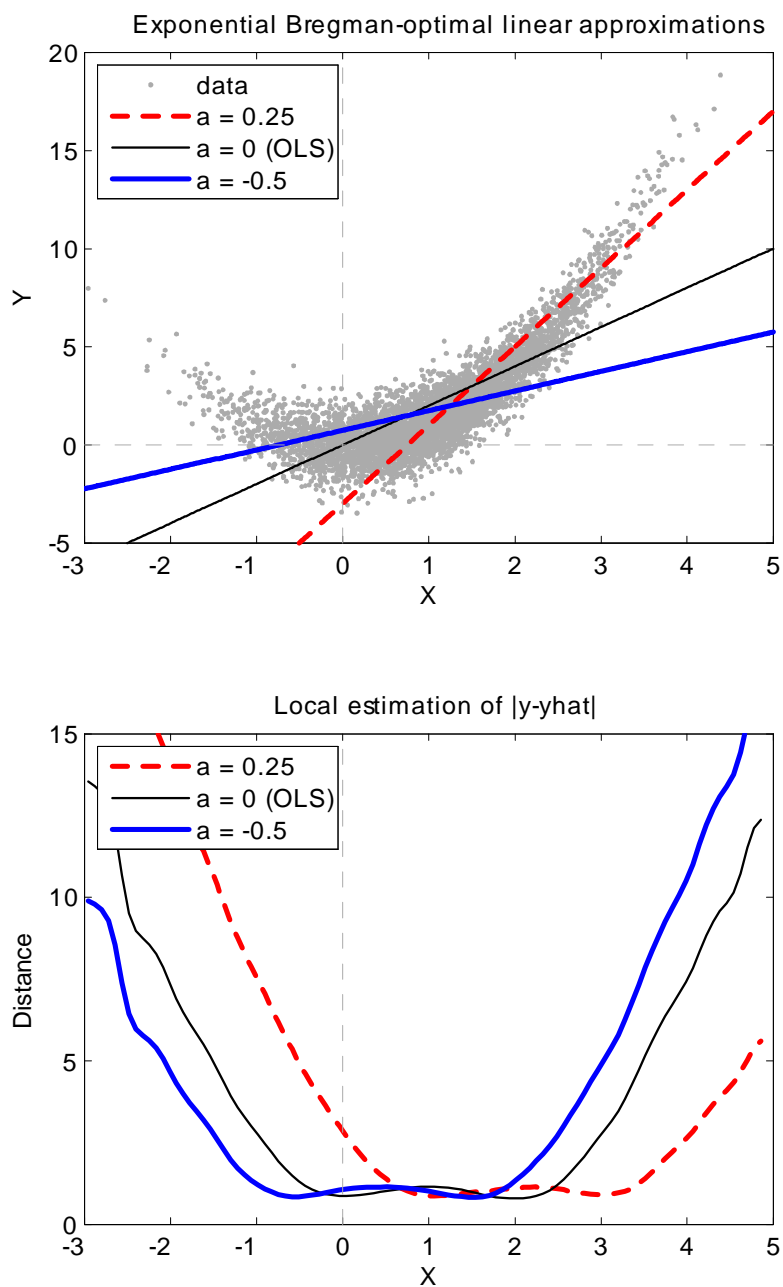 Exponential Bregman-optimal linear approximations
20
15
10
5
0
-5
Y
data
a = 0.25
a = 0 (OLS)
a = -0.5
-3 -2 -1 0 1 2 3 4 5
X
Local estimation of |y-yhat|
15
10
5
0
Distance
a = 0.25
a = 0 (OLS)
a = -0.5
-3 -2 -1 0 1 2 3 4 5
X